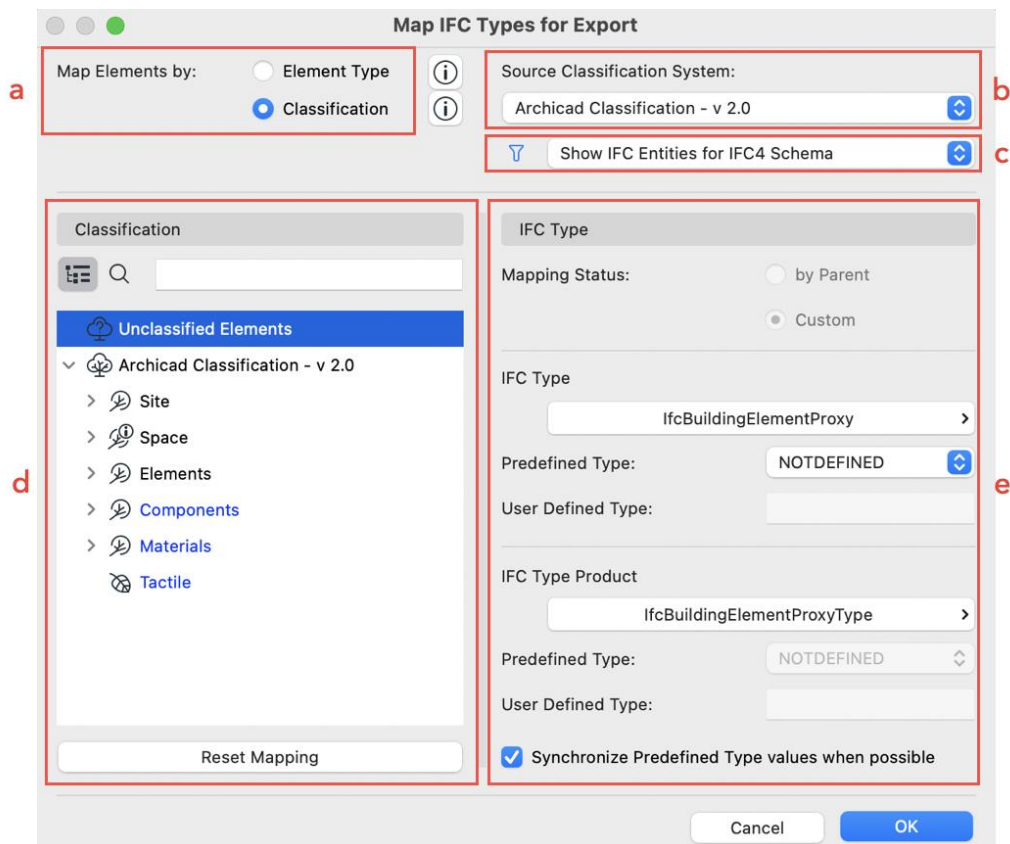 Map IFC Types for Export
a
Map Elements by:
Element Type
Classification
Source Classification System:
Archicad Classification - v 2.0
b
Show IFC Entities for IFC4 Schema
c
Classification
Unclassified Elements
Archicad Classification - v 2.0
Site
Space
Elements
Components
Materials
Tactile
Reset Mapping
d
IFC Type
Mapping Status:
by Parent
Custom
IFC Type
IfcBuildingElementProxy
Predefined Type:
NOTDEFINED
User Defined Type:
IFC Type Product
IfcBuildingElementProxyType
Predefined Type:
NOTDEFINED
User Defined Type:
Synchronize Predefined Type values when possible
e
Cancel
OK